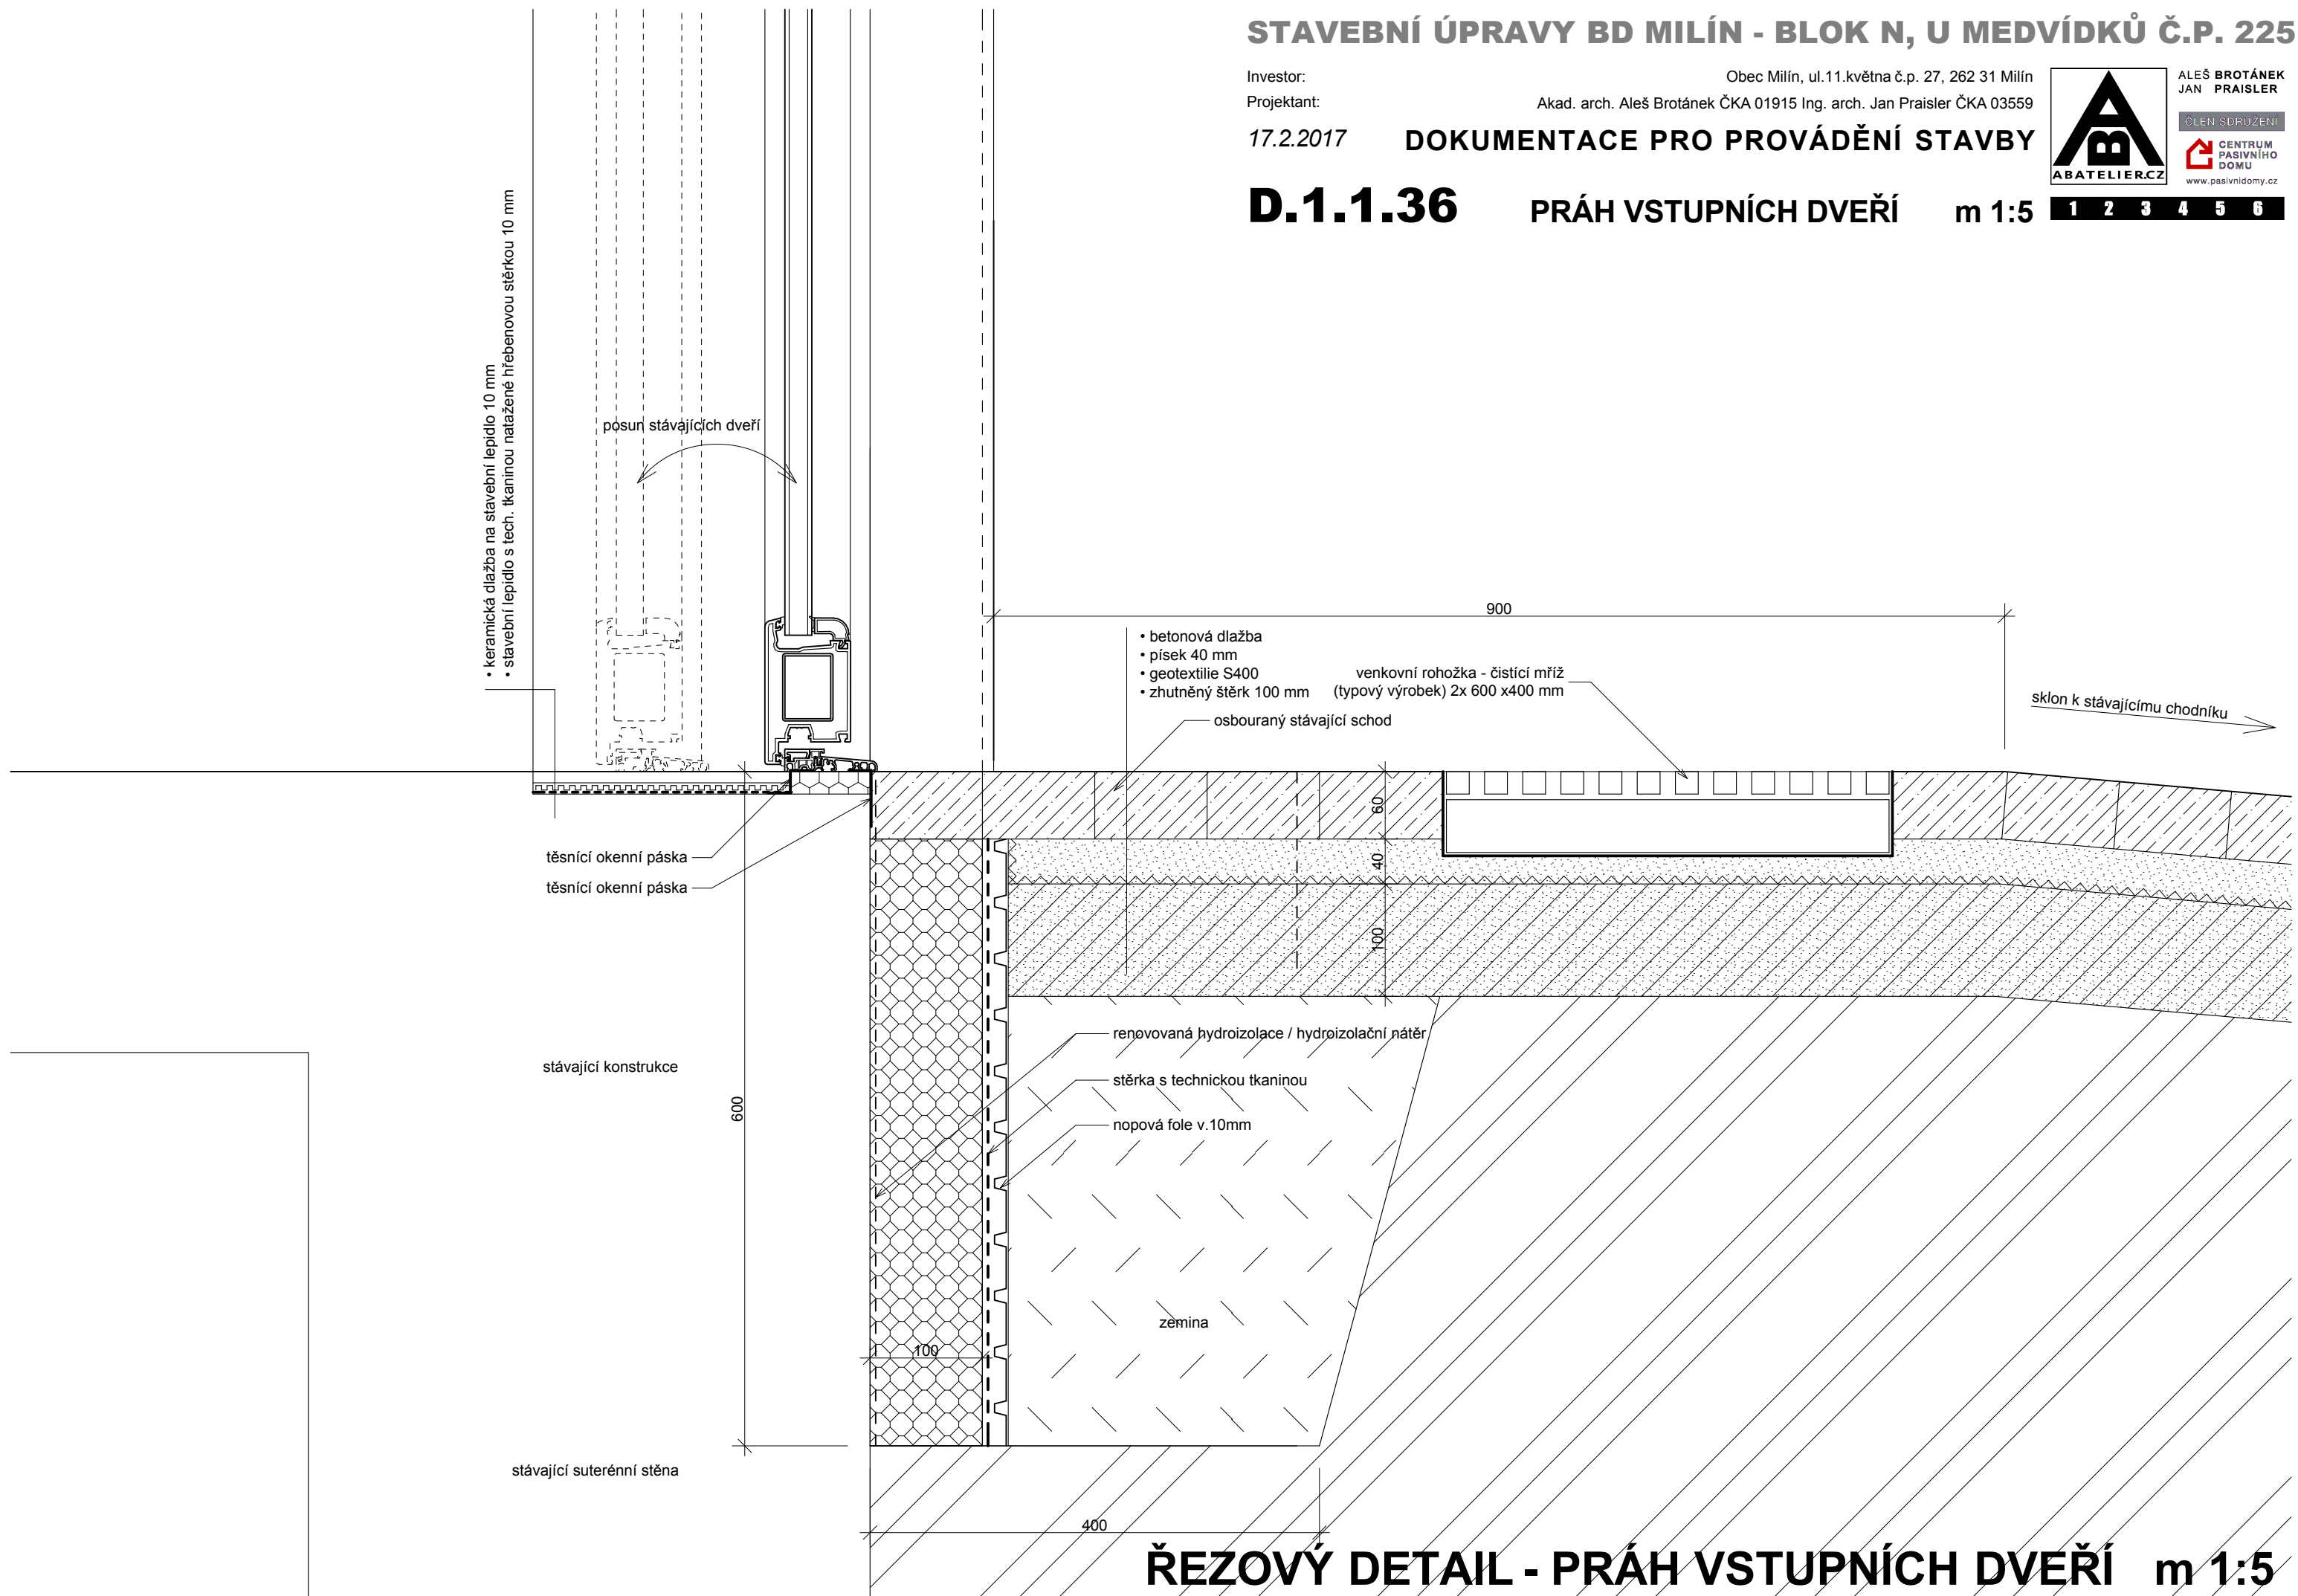 STAVEBNÍ ÚPRAVY BD MILÍN - BLOK N, U MEDVÍDKŮ Č.P. 225
Investor:
Obec Milín, ul.11.května č.p. 27, 262 31 Milín
Projektant:
Akad. arch. Aleš Brotánek ČKA 01915 Ing. arch. Jan Praisler ČKA 03559
17.2.2017
DOKUMENTACE PRO PROVÁDĚNÍ STAVBY
D.1.1.36
PRÁH VSTUPNÍCH DVEŘÍ
m 1:5
AB
ABATELIER.CZ
ALEŠ BROTÁNEK
JAN PRAISLER
ČLEN SDRUŽENÍ
CENTRUM
PASIVNÍHO
DOMU
www.pasivnidomy.cz
1 2 3 4 5 6
• keramická dlažba na stavební lepidlo 10 mm
• stavební lepidlo s tech. tkaninou natažené hřebenovou stěrkou 10 mm
posun stávajících dveří
900
• betonová dlažba
• písek 40 mm
• geotextilie S400
• zhutněný štěrk 100 mm
venkovní rohožka - čistící mříž
(typový výrobek) 2x 600 x400 mm
osbouraný stávající schod
sklon k stávajícímu chodníku
60
40
100
těsnící okenní páska
těsnící okenní páska
renovovaná hydroizolace / hydroizolační nátěr
stávající konstrukce
stěrka s technickou tkaninou
600
nopová fole v.10mm
zemina
100
stávající suterénní stěna
400
ŘEZOVÝ DETAIL - PRÁH VSTUPNÍCH DVEŘÍ m 1:5